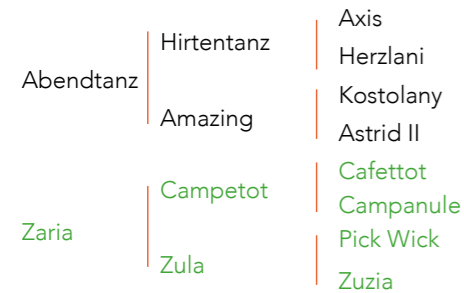 Axis
Hirtentanz
Herzlani
Abendtanz
Kostolany
Amazing
Astrid II
Cafettot
Campetot
Campanule
Zaria
Pick Wick
Zula
Zuzia